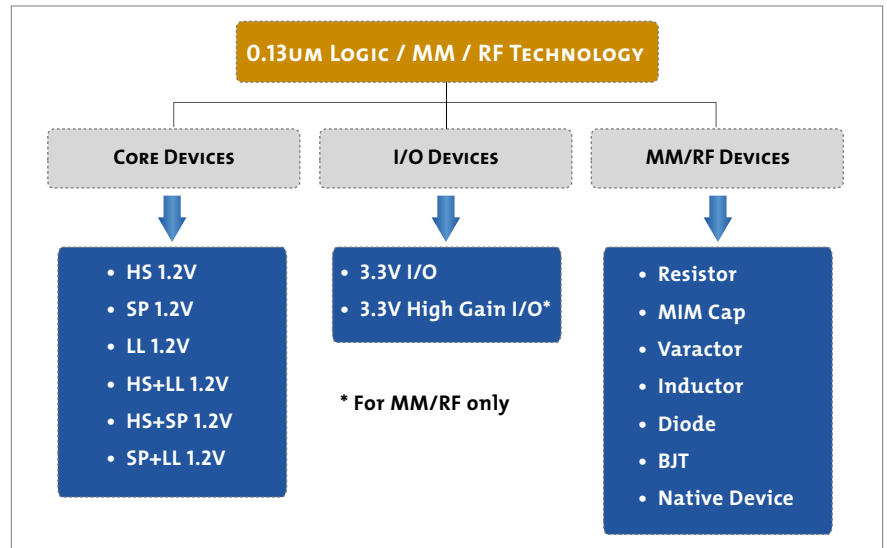 0.13um Logic / MM / RF Technology
Core Devices
• HS 1.2V
• SP 1.2V
• LL 1.2V
• HS+LL 1.2V
• HS+SP 1.2V
• SP+LL 1.2V
I/O Devices
• 3.3V I/O
• 3.3V High Gain I/O*
* For MM/RF only
MM/RF Devices
• Resistor
• MIM Cap
• Varactor
• Inductor
• Diode
• BJT
• Native Device